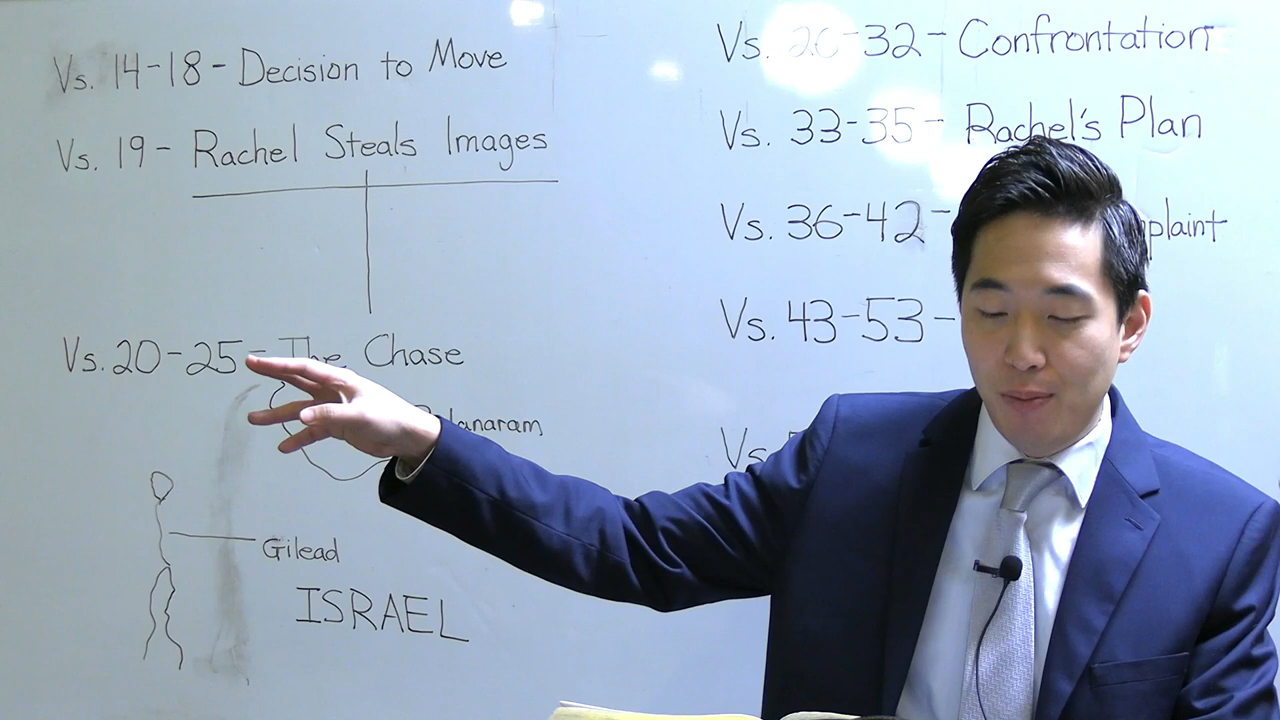 Vs. 14-18- Decision to Move
Vs. 19- Rachel Steals Images
Vs. 20-25- The Chase
Gilead
ISRAEL
Vs. 26-32- Confrontation
Vs. 33-35- Rachel's Plan
Vs. 36-42-
Vs. 43-53-
Vs.